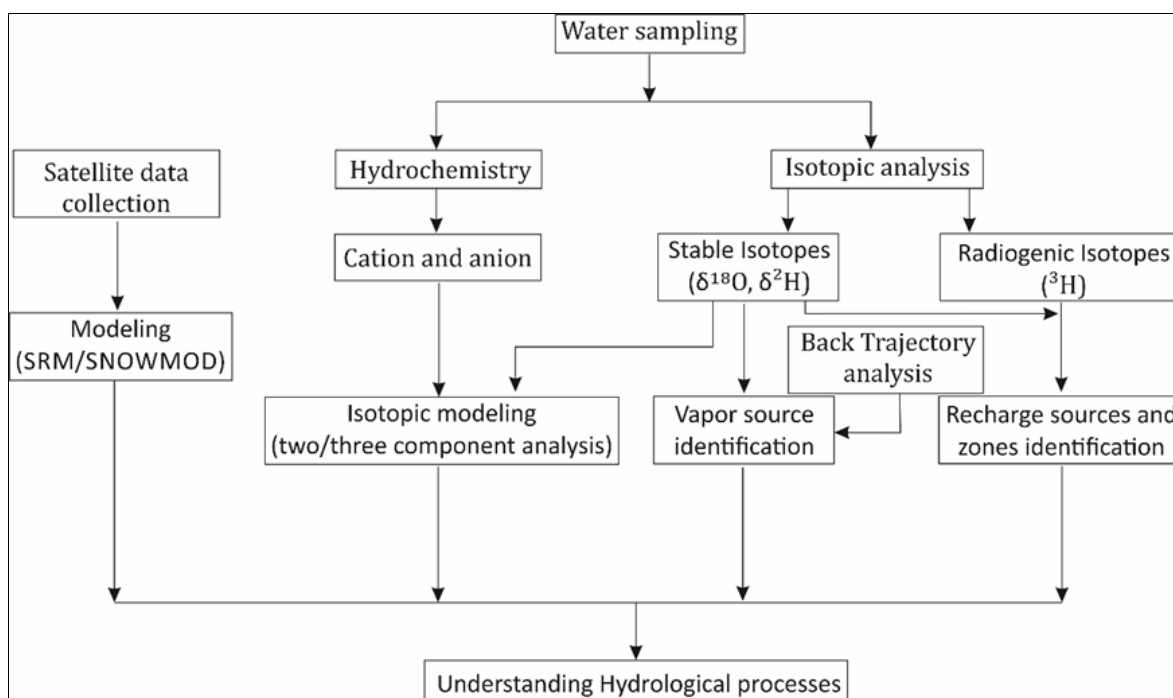 Water sampling
Satellite data
collection
Hydrochemistry
Isotopic analysis
Cation and anion
Stable Isotopes
(δ¹⁸O, δ²H)
Radiogenic Isotopes
(³H)
Modeling
(SRM/SNOWMOD)
Back Trajectory
analysis
Isotopic modeling
(two/three component analysis)
Vapor source
identification
Recharge sources and
zones identification
Understanding Hydrological processes